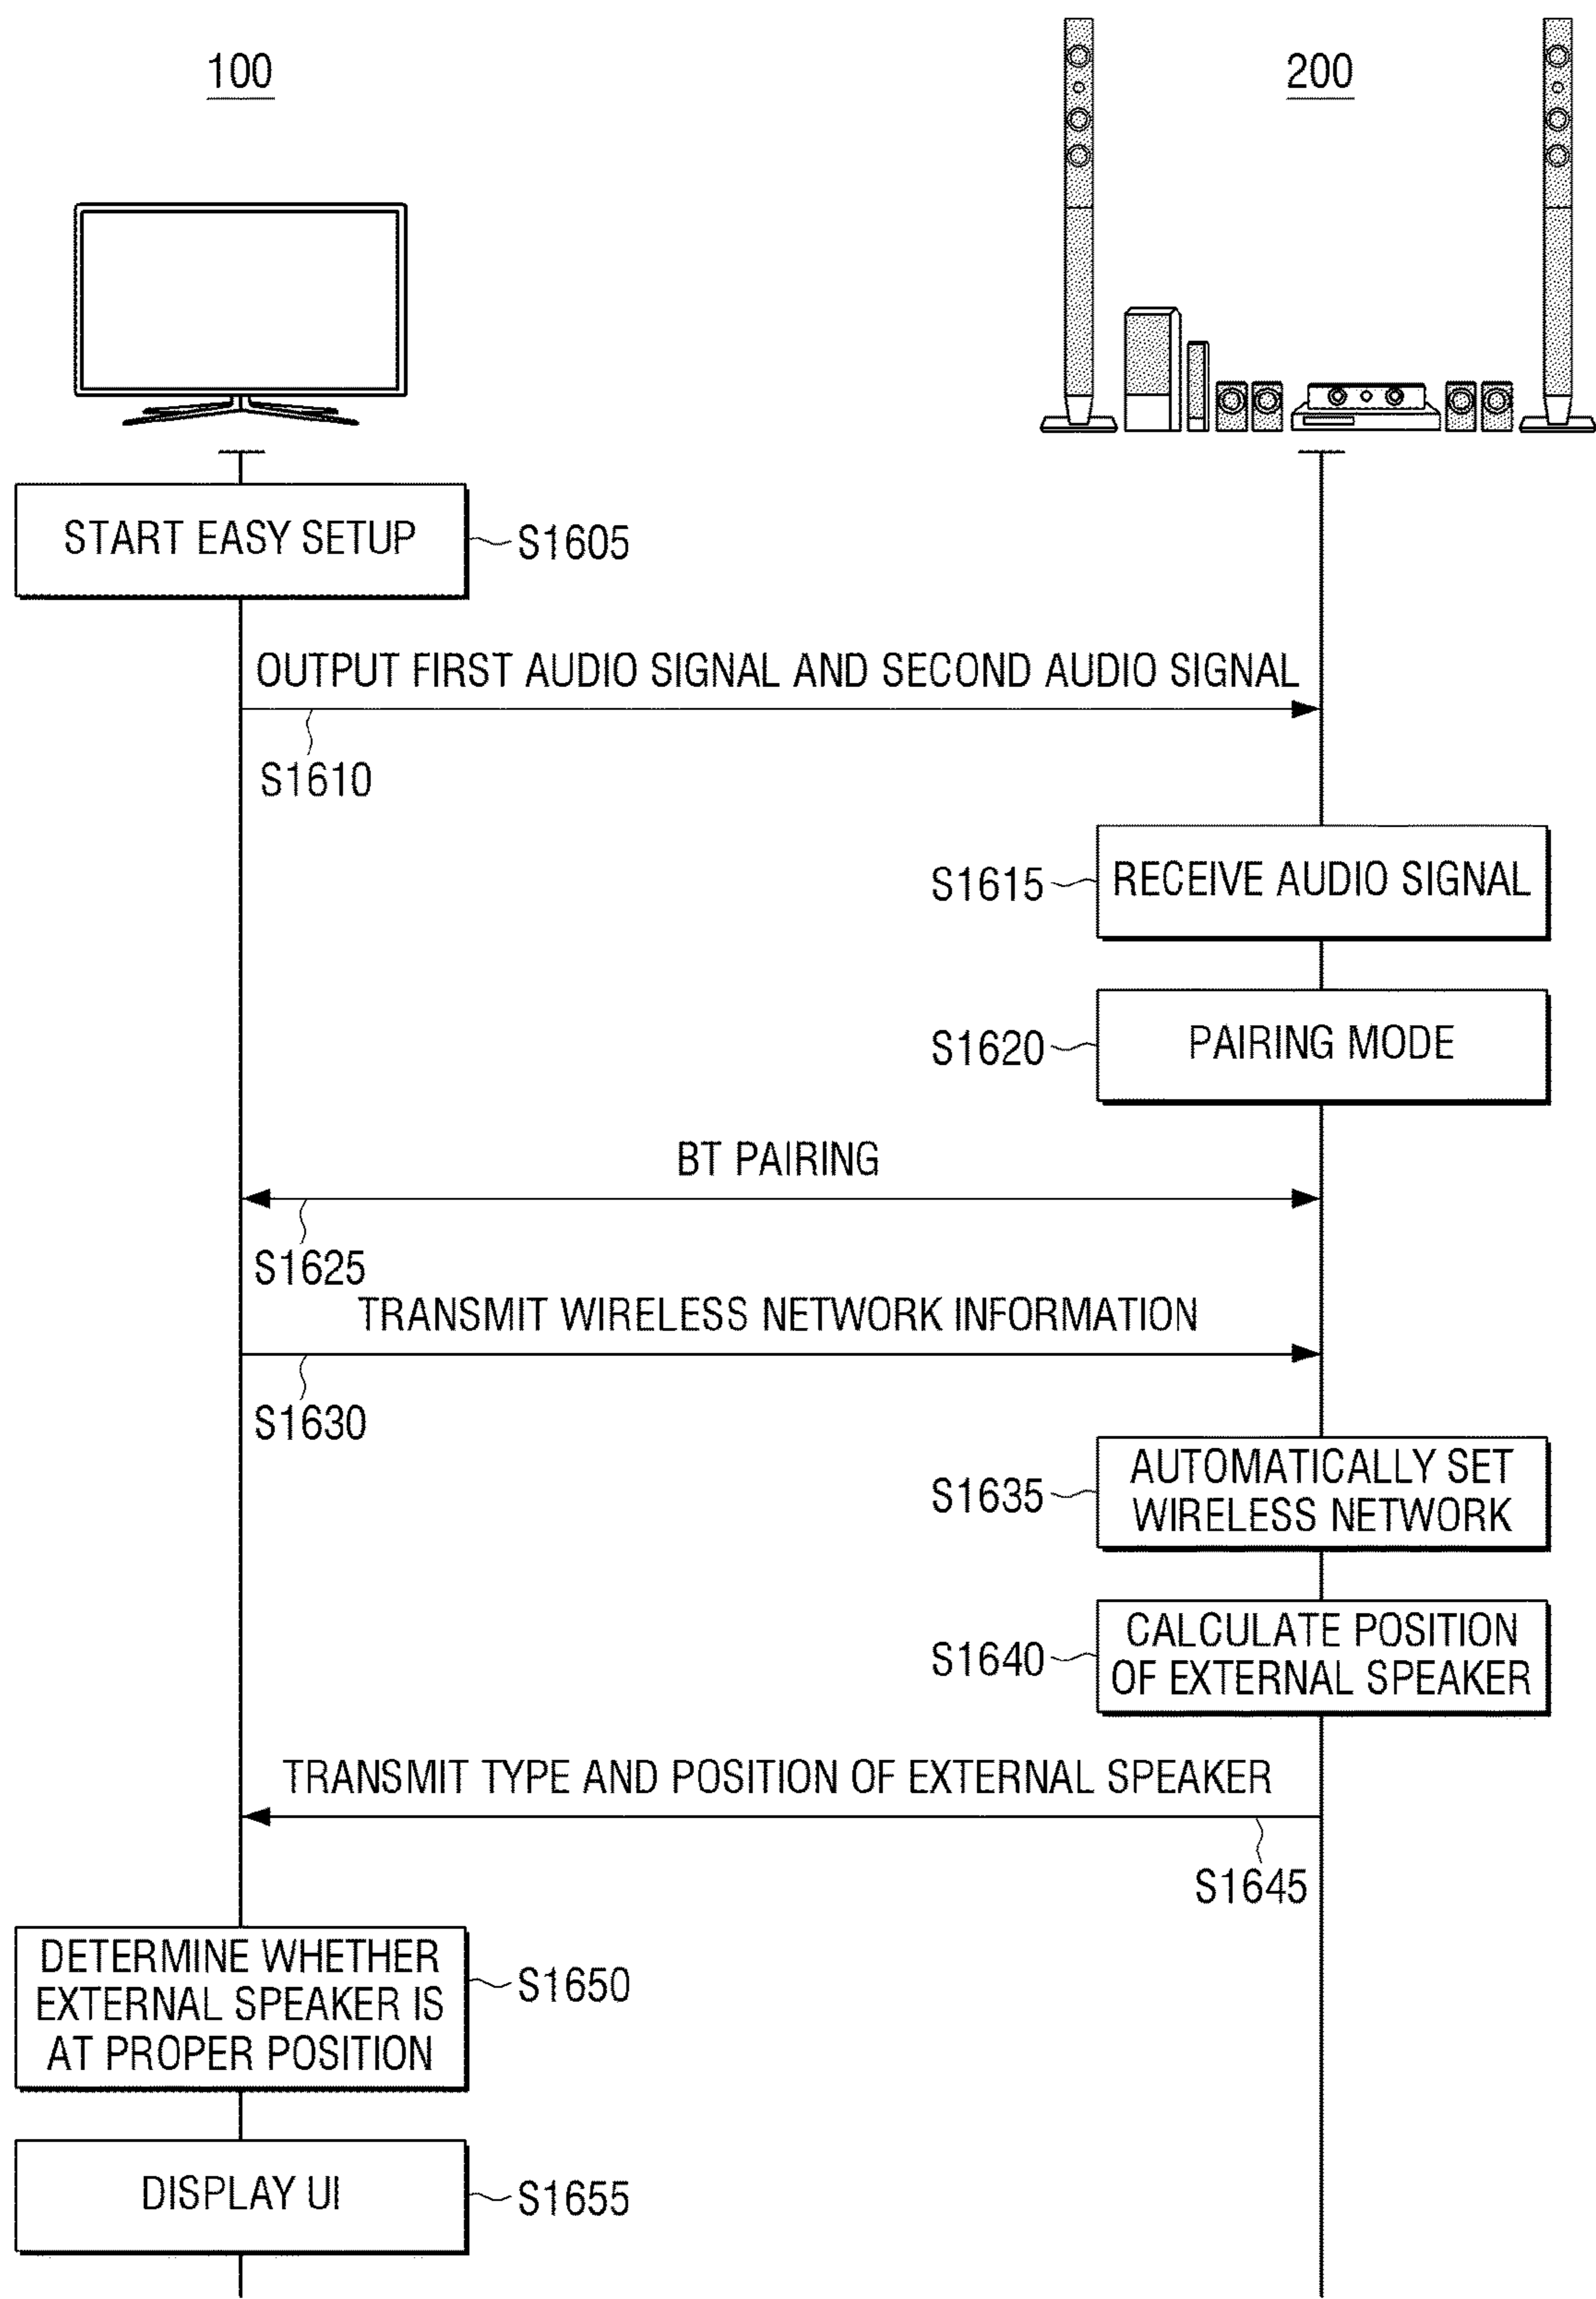 100
200
START EASY SETUP
S1605
OUTPUT FIRST AUDIO SIGNAL AND SECOND AUDIO SIGNAL
S1610
S1615
RECEIVE AUDIO SIGNAL
S1620
PAIRING MODE
BT PAIRING
S1625
TRANSMIT WIRELESS NETWORK INFORMATION
S1630
S1635
AUTOMATICALLY SET
WIRELESS NETWORK
S1640
CALCULATE POSITION
OF EXTERNAL SPEAKER
TRANSMIT TYPE AND POSITION OF EXTERNAL SPEAKER
S1645
DETERMINE WHETHER
EXTERNAL SPEAKER IS
AT PROPER POSITION
S1650
DISPLAY UI
S1655